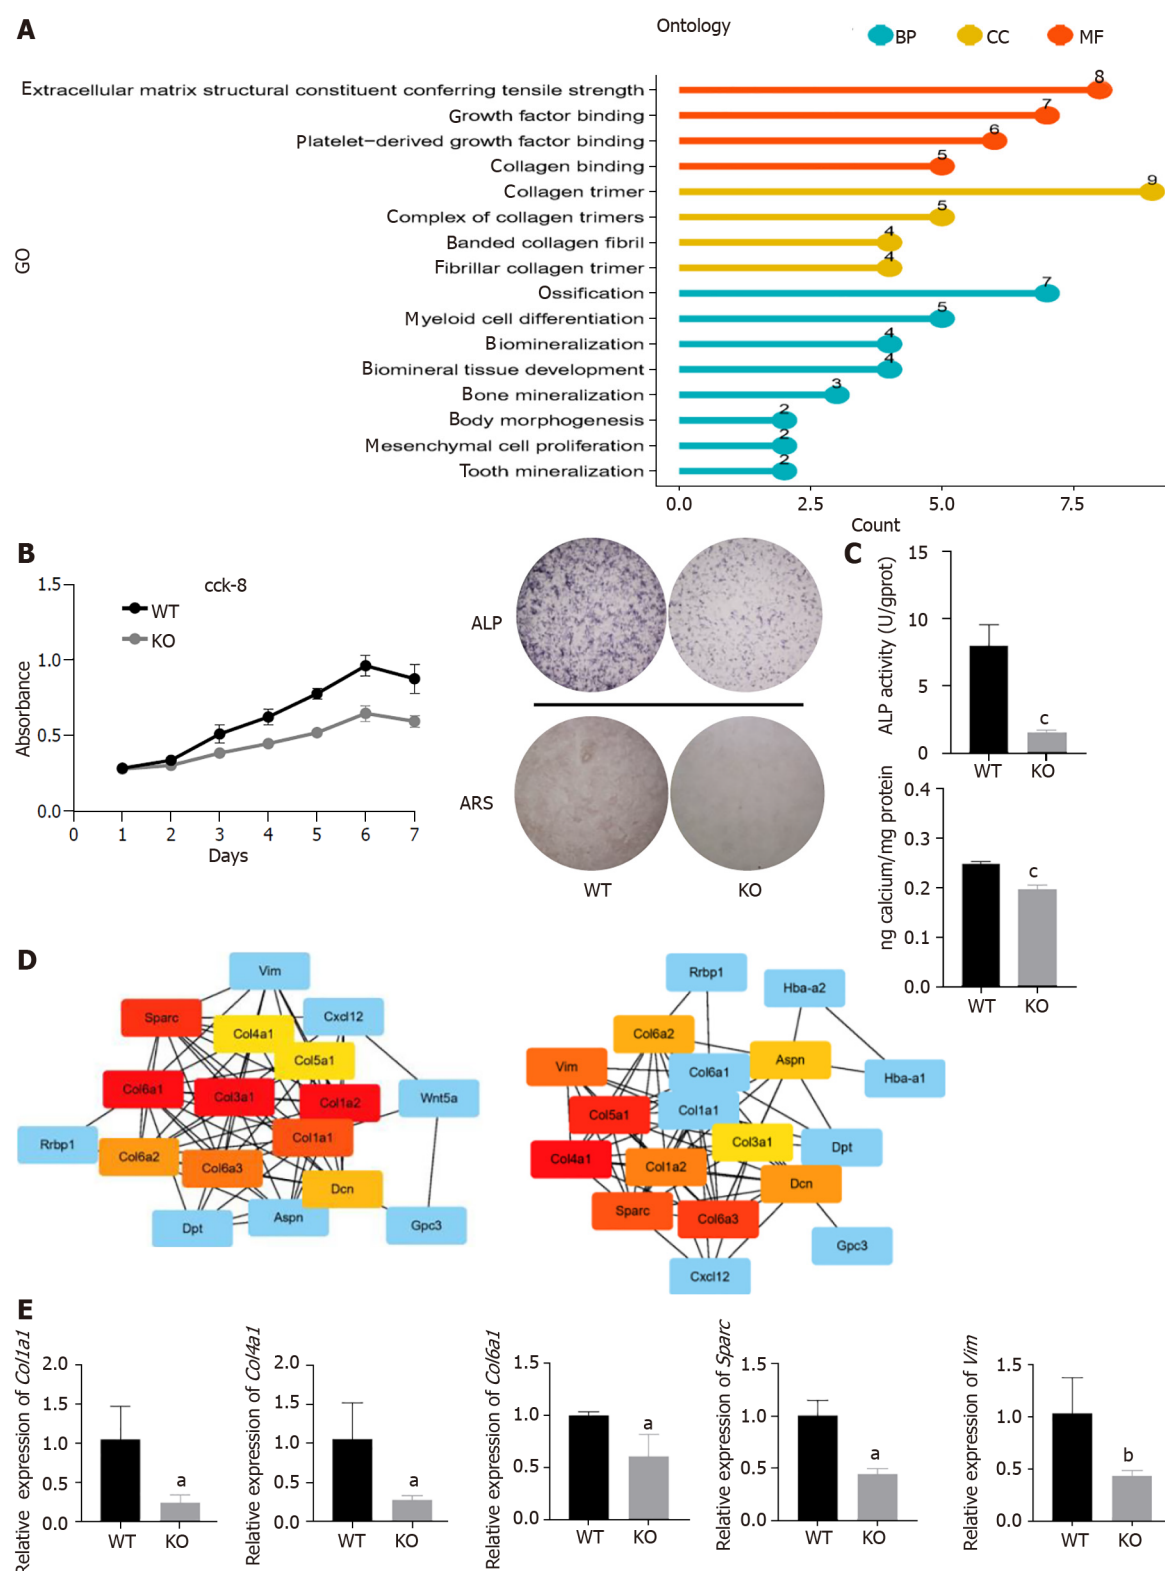 A
Ontology
BP
CC
MF
Extracellular matrix structural constituent conferring tensile strength
8
Growth factor binding
7
Platelet−derived growth factor binding
6
Collagen binding
5
Collagen trimer
9
Complex of collagen trimers
5
Banded collagen fibril
4
Fibrillar collagen trimer
4
GO
Ossification
7
Myeloid cell differentiation
5
Biomineralization
4
Biomineral tissue development
4
Bone mineralization
3
Body morphogenesis
2
Mesenchymal cell proliferation
2
Tooth mineralization
2
0.0 2.5 5.0 7.5
Count
B
cck-8
WT
KO
Absorbance
1.5
1.0
0.5
0.0
0 1 2 3 4 5 6 7
Days
ALP
ARS
WT KO
C
ALP activity (U/gprot)
15
10
5
0
c
WT KO
ng calcium/mg protein
0.4
0.3
0.2
0.1
0.0
c
WT KO
D
Vim
Sparc
Cxcl12
Col4a1
Col5a1
Col6a1
Col3a1
Col1a2
Wnt5a
Rrbp1
Col1a1
Col6a2
Col6a3
Dcn
Dpt
Aspn
Gpc3
Rrbp1
Hba-a2
Col6a2
Vim
Col6a1
Aspn
Hba-a1
Col5a1
Col1a1
Col3a1
Dpt
Col4a1
Col1a2
Dcn
Sparc
Col6a3
Gpc3
Cxcl12
E
Relative expression of Col1a1
2.0
1.5
1.0
0.5
0.0
a
WT KO
Relative expression of Col4a1
2.0
1.5
1.0
0.5
0.0
a
WT KO
Relative expression of Col6a1
1.5
1.0
0.5
0.0
a
WT KO
Relative expression of Sparc
1.5
1.0
0.5
0.0
a
WT KO
Relative expression of Vim
1.5
1.0
0.5
0.0
b
WT KO